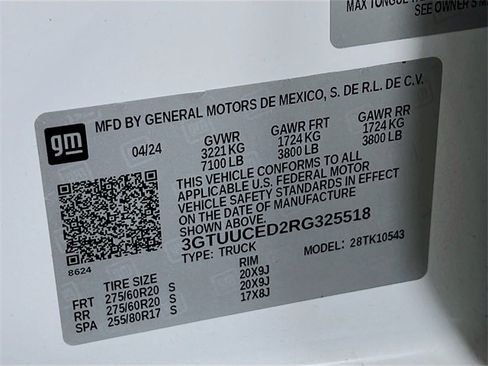 MAX TONGUE
SEE OWNER'S
gm
MFD BY GENERAL MOTORS DE MEXICO, S. DE R.L. DE C.V.
04/24 GVWR GAWR FRT GAWR RR
3221 KG 1724 KG 1724 KG
7100 LB 3800 LB 3800 LB
THIS VEHICLE CONFORMS TO ALL
APPLICABLE U.S. FEDERAL MOTOR
VEHICLE SAFETY STANDARDS IN EFFECT
ON THE DATE OF MANUFACTURE
3GTUUCED2RG325518
TYPE: TRUCK MODEL: 28TK10543
8624
TIRE SIZE RIM
FRT 275/60R20 S 20X9J
RR 275/60R20 S 20X9J
SPA 255/80R17 S 17X8J